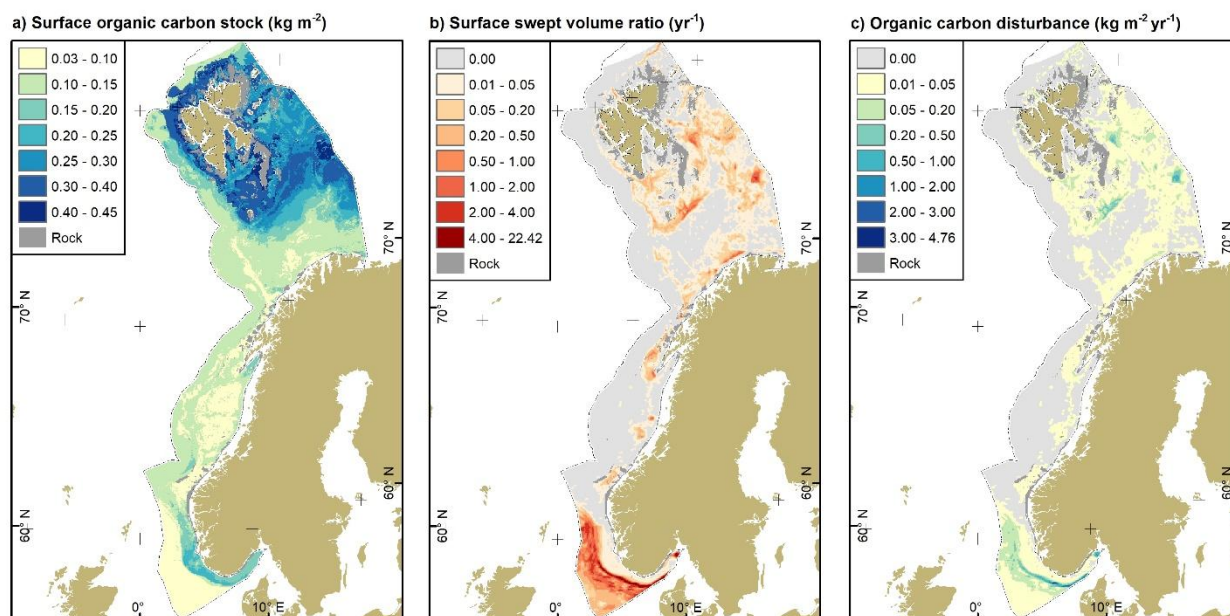 a) Surface organic carbon stock (kg m⁻²)
0.03 - 0.10
0.10 - 0.15
0.15 - 0.20
0.20 - 0.25
0.25 - 0.30
0.30 - 0.40
0.40 - 0.45
Rock
70° N
60° N
0°
10° E
b) Surface swept volume ratio (yr⁻¹)
0.00
0.01 - 0.05
0.05 - 0.20
0.20 - 0.50
0.50 - 1.00
1.00 - 2.00
2.00 - 4.00
4.00 - 22.42
Rock
70° N
70° N
60° N
60° N
0°
10° E
c) Organic carbon disturbance (kg m⁻² yr⁻¹)
0.00
0.01 - 0.05
0.05 - 0.20
0.20 - 0.50
0.50 - 1.00
1.00 - 2.00
2.00 - 3.00
3.00 - 4.76
Rock
70° N
70° N
60° N
60° N
0°
10° E
70° N
60° N